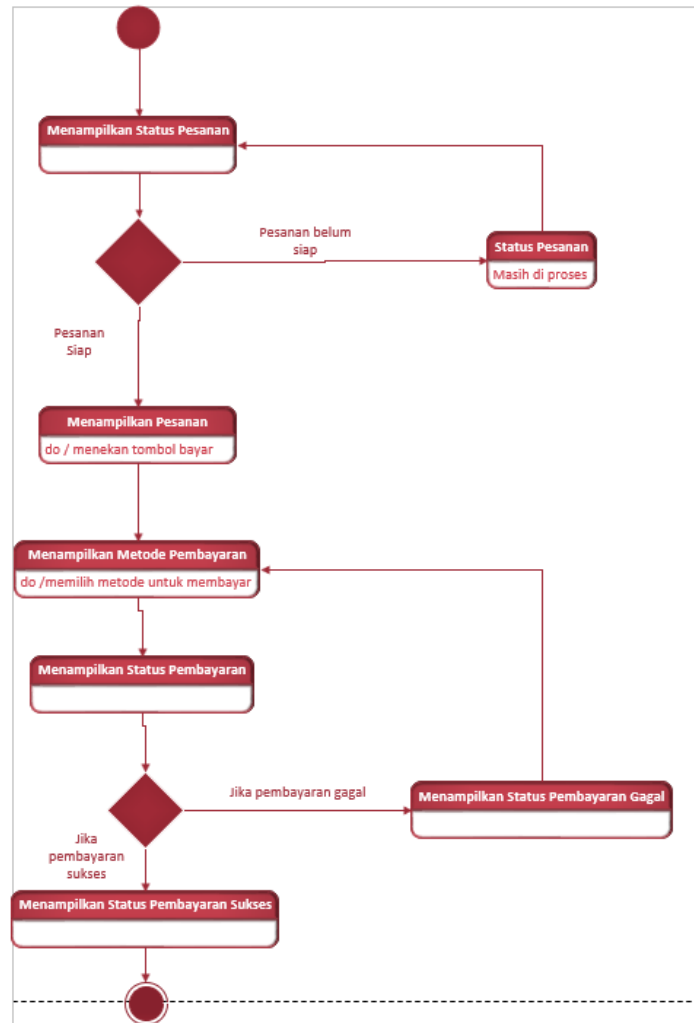 Menampilkan Status Pesanan
Pesanan belum
siap
Status Pesanan
Masih di proses
Pesanan
Siap
Menampilkan Pesanan
do / menekan tombol bayar
Menampilkan Metode Pembayaran
do /memilih metode untuk membayar
Menampilkan Status Pembayaran
Jika pembayaran gagal
Menampilkan Status Pembayaran Gagal
Jika
pembayaran
sukses
Menampilkan Status Pembayaran Sukses